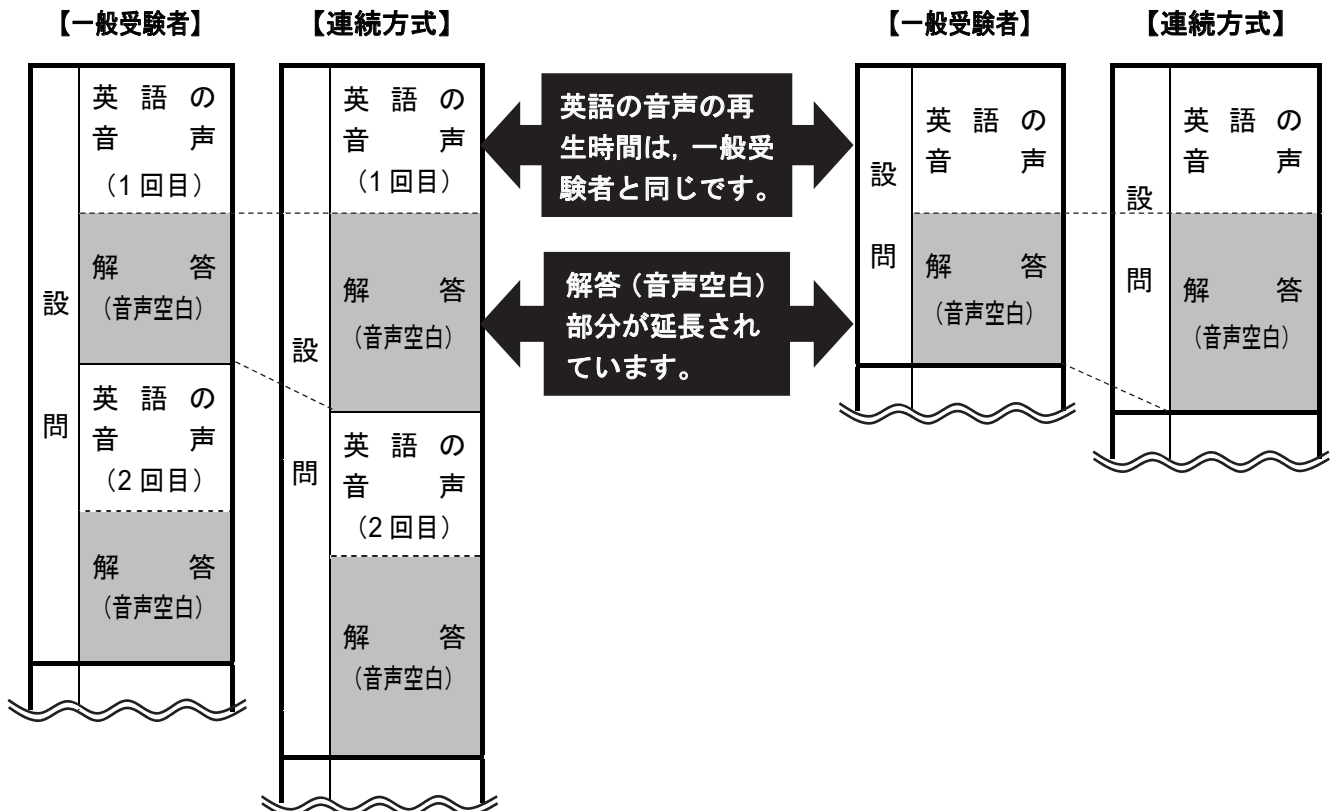 【一般受験者】
【連続方式】
設問
英語の
音声
（1回目）
解答
（音声空白）
英語の
音声
（2回目）
解答
（音声空白）
設問
英語の
音声
（1回目）
解答
（音声空白）
英語の
音声
（2回目）
解答
（音声空白）
英語の音声の再
生時間は，一般受
験者と同じです。
解答（音声空白）
部分が延長され
ています。
【一般受験者】
【連続方式】
設問
英語の
音声
解答
（音声空白）
設問
英語の
音声
解答
（音声空白）